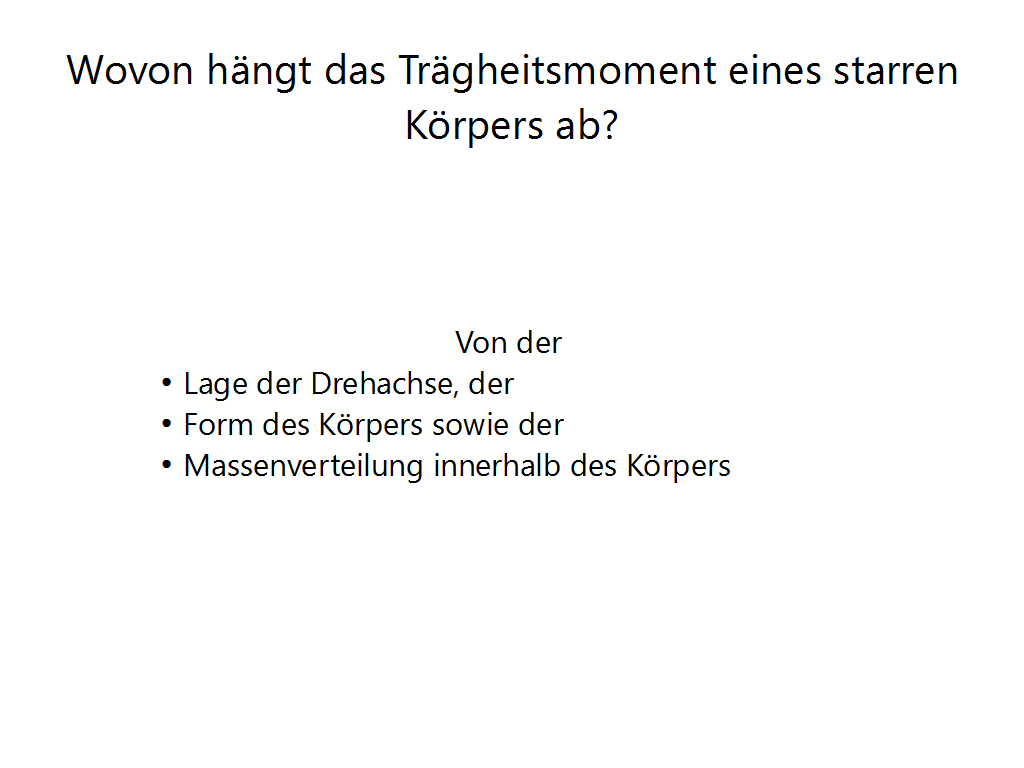 Wovon hängt das Trägheitsmoment eines starren
Körpers ab?
Von der
• Lage der Drehachse, der
• Form des Körpers sowie der
• Massenverteilung innerhalb des Körpers